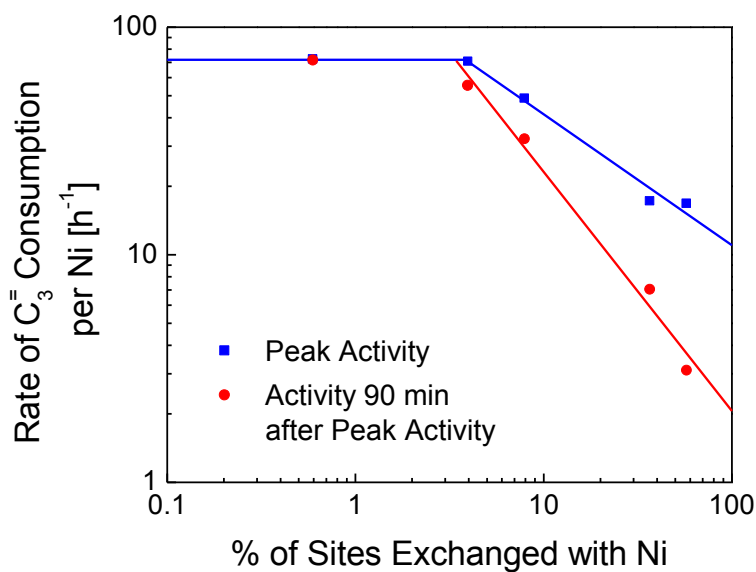 Rate of C₃⁼ Consumption
per Ni [h⁻¹]
100
10
1
Peak Activity
Activity 90 min
after Peak Activity
0.1 1 10 100
% of Sites Exchanged with Ni